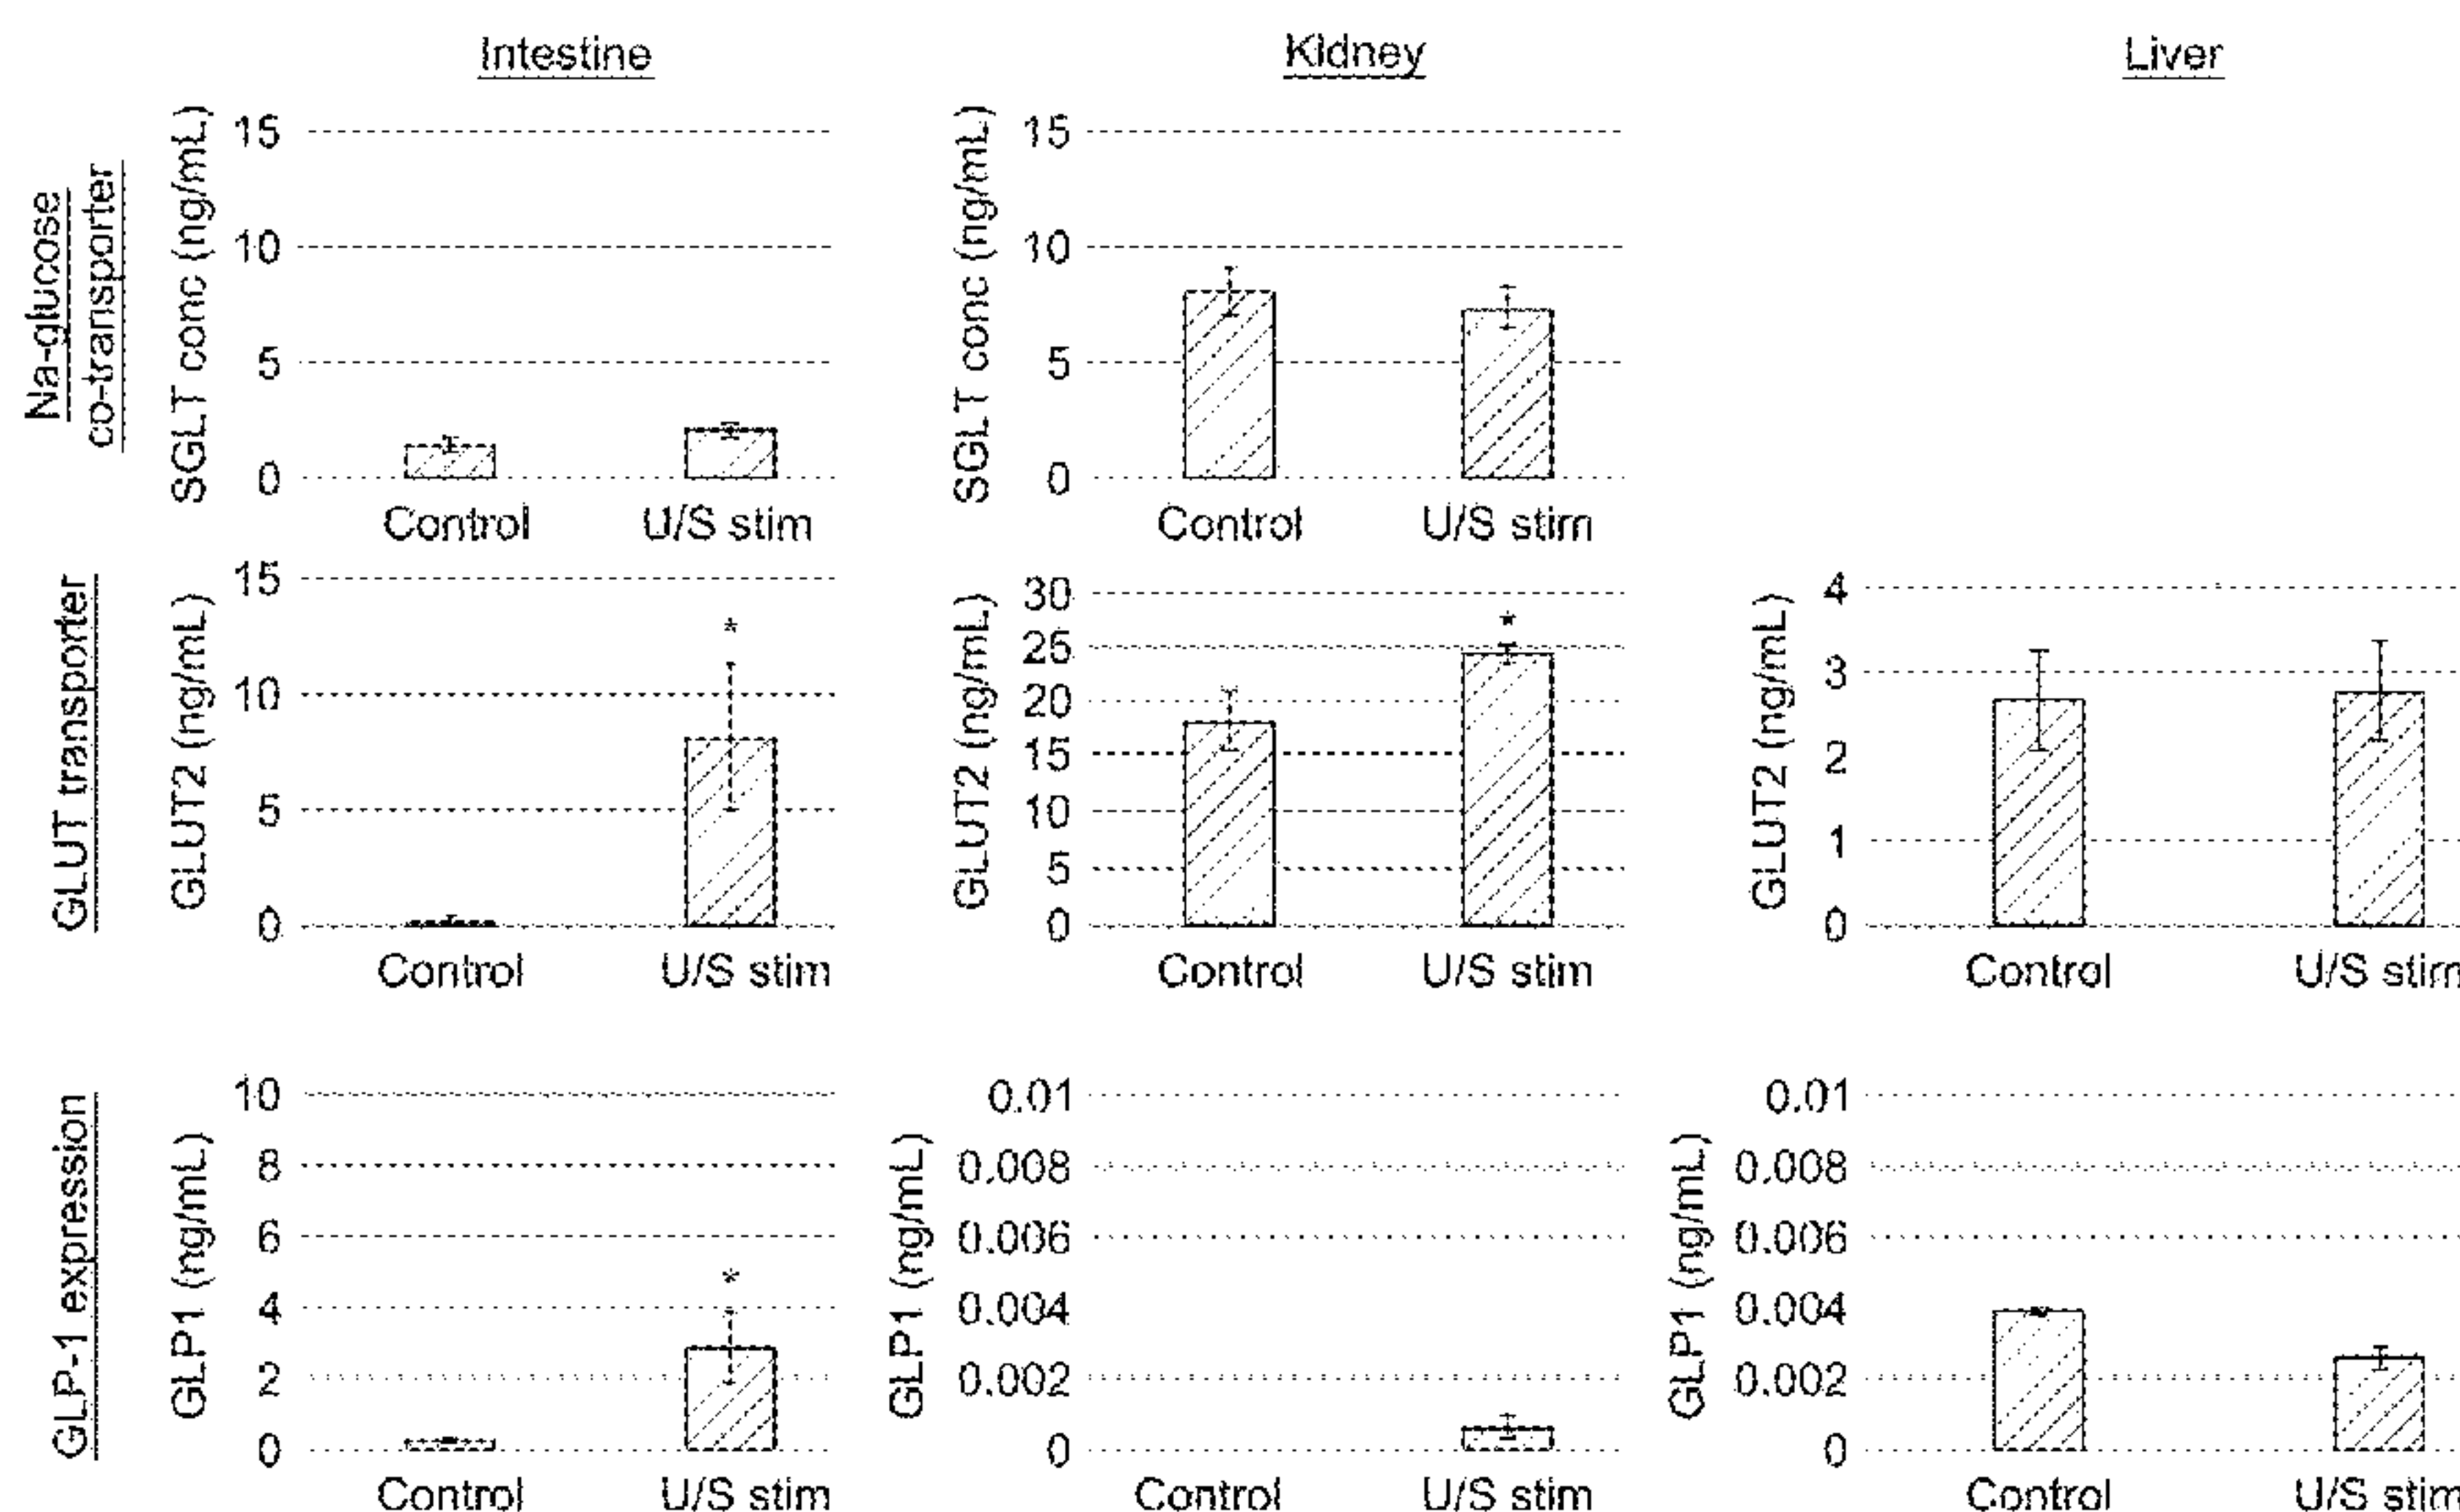 Intestine
Kidney
Liver
Na-glucose
co-transporter
SGLT conc (ng/mL)
15
10
5
0
Control U/S stim
SGLT conc (ng/mL)
15
10
5
0
Control U/S stim
GLUT transporter
GLUT2 (ng/mL)
15
10
5
0
*
Control U/S stim
GLUT2 (ng/mL)
30
25
20
15
10
5
0
*
Control U/S stim
GLUT2 (ng/mL)
4
3
2
1
0
Control U/S stim
GLP-1 expression
GLP1 (ng/mL)
10
8
6
4
2
0
*
Control U/S stim
GLP1 (ng/mL)
0.01
0.008
0.006
0.004
0.002
0
Control U/S stim
GLP1 (ng/mL)
0.01
0.008
0.006
0.004
0.002
0
Control U/S stim